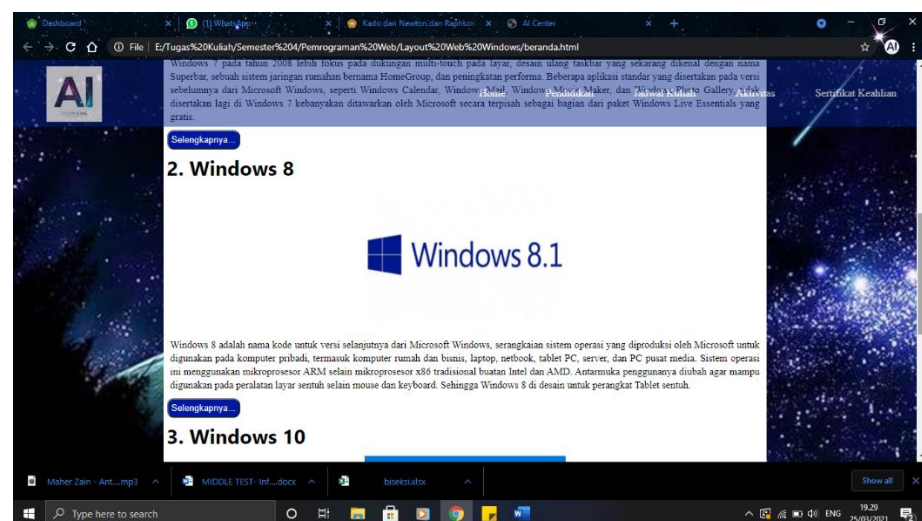 Dashboard
(1) WhatsApp
Kado dari Newton dan Raphson
AI Center
File | E:/Tugas%20Kuliah/Semester%204/Pemrograman%20Web/Layout%20Web%20Windows/beranda.html
AI
Home Pendidikan Jadwal Kuliah Aktivitas Sertifikat Keahlian
Windows 7 pada tahun 2008 lebih fokus pada dukungan multi-touch pada layar, desain ulang taskbar yang sekarang dikenal dengan nama
Superbar, sebuah sistem jaringan rumahan bernama HomeGroup, dan peningkatan performa. Beberapa aplikasi standar yang disertakan pada versi
sebelumnya dari Microsoft Windows, seperti Windows Calendar, Windows Mail, Windows Movie Maker, dan Windows Photo Gallery, tidak
disertakan lagi di Windows 7 kebanyakan ditawarkan oleh Microsoft secara terpisah sebagai bagian dari paket Windows Live Essentials yang
gratis.
Selengkapnya...
2. Windows 8
Windows 8.1
Windows 8 adalah nama kode untuk versi selanjutnya dari Microsoft Windows, serangkaian sistem operasi yang diproduksi oleh Microsoft untuk
digunakan pada komputer pribadi, termasuk komputer rumah dan bisnis, laptop, netbook, tablet PC, server, dan PC pusat media. Sistem operasi
ini menggunakan mikroprosesor ARM selain mikroprosesor x86 tradisional buatan Intel dan AMD. Antarmuka penggunanya diubah agar mampu
digunakan pada peralatan layar sentuh selain mouse dan keyboard. Sehingga Windows 8 di desain untuk perangkat Tablet sentuh.
Selengkapnya...
3. Windows 10
Maher Zain - Ant....mp3
MIDDLE TEST- Inf....docx
biseksi.xlsx
Show all
Type here to search
ENG
19.29
25/03/2021